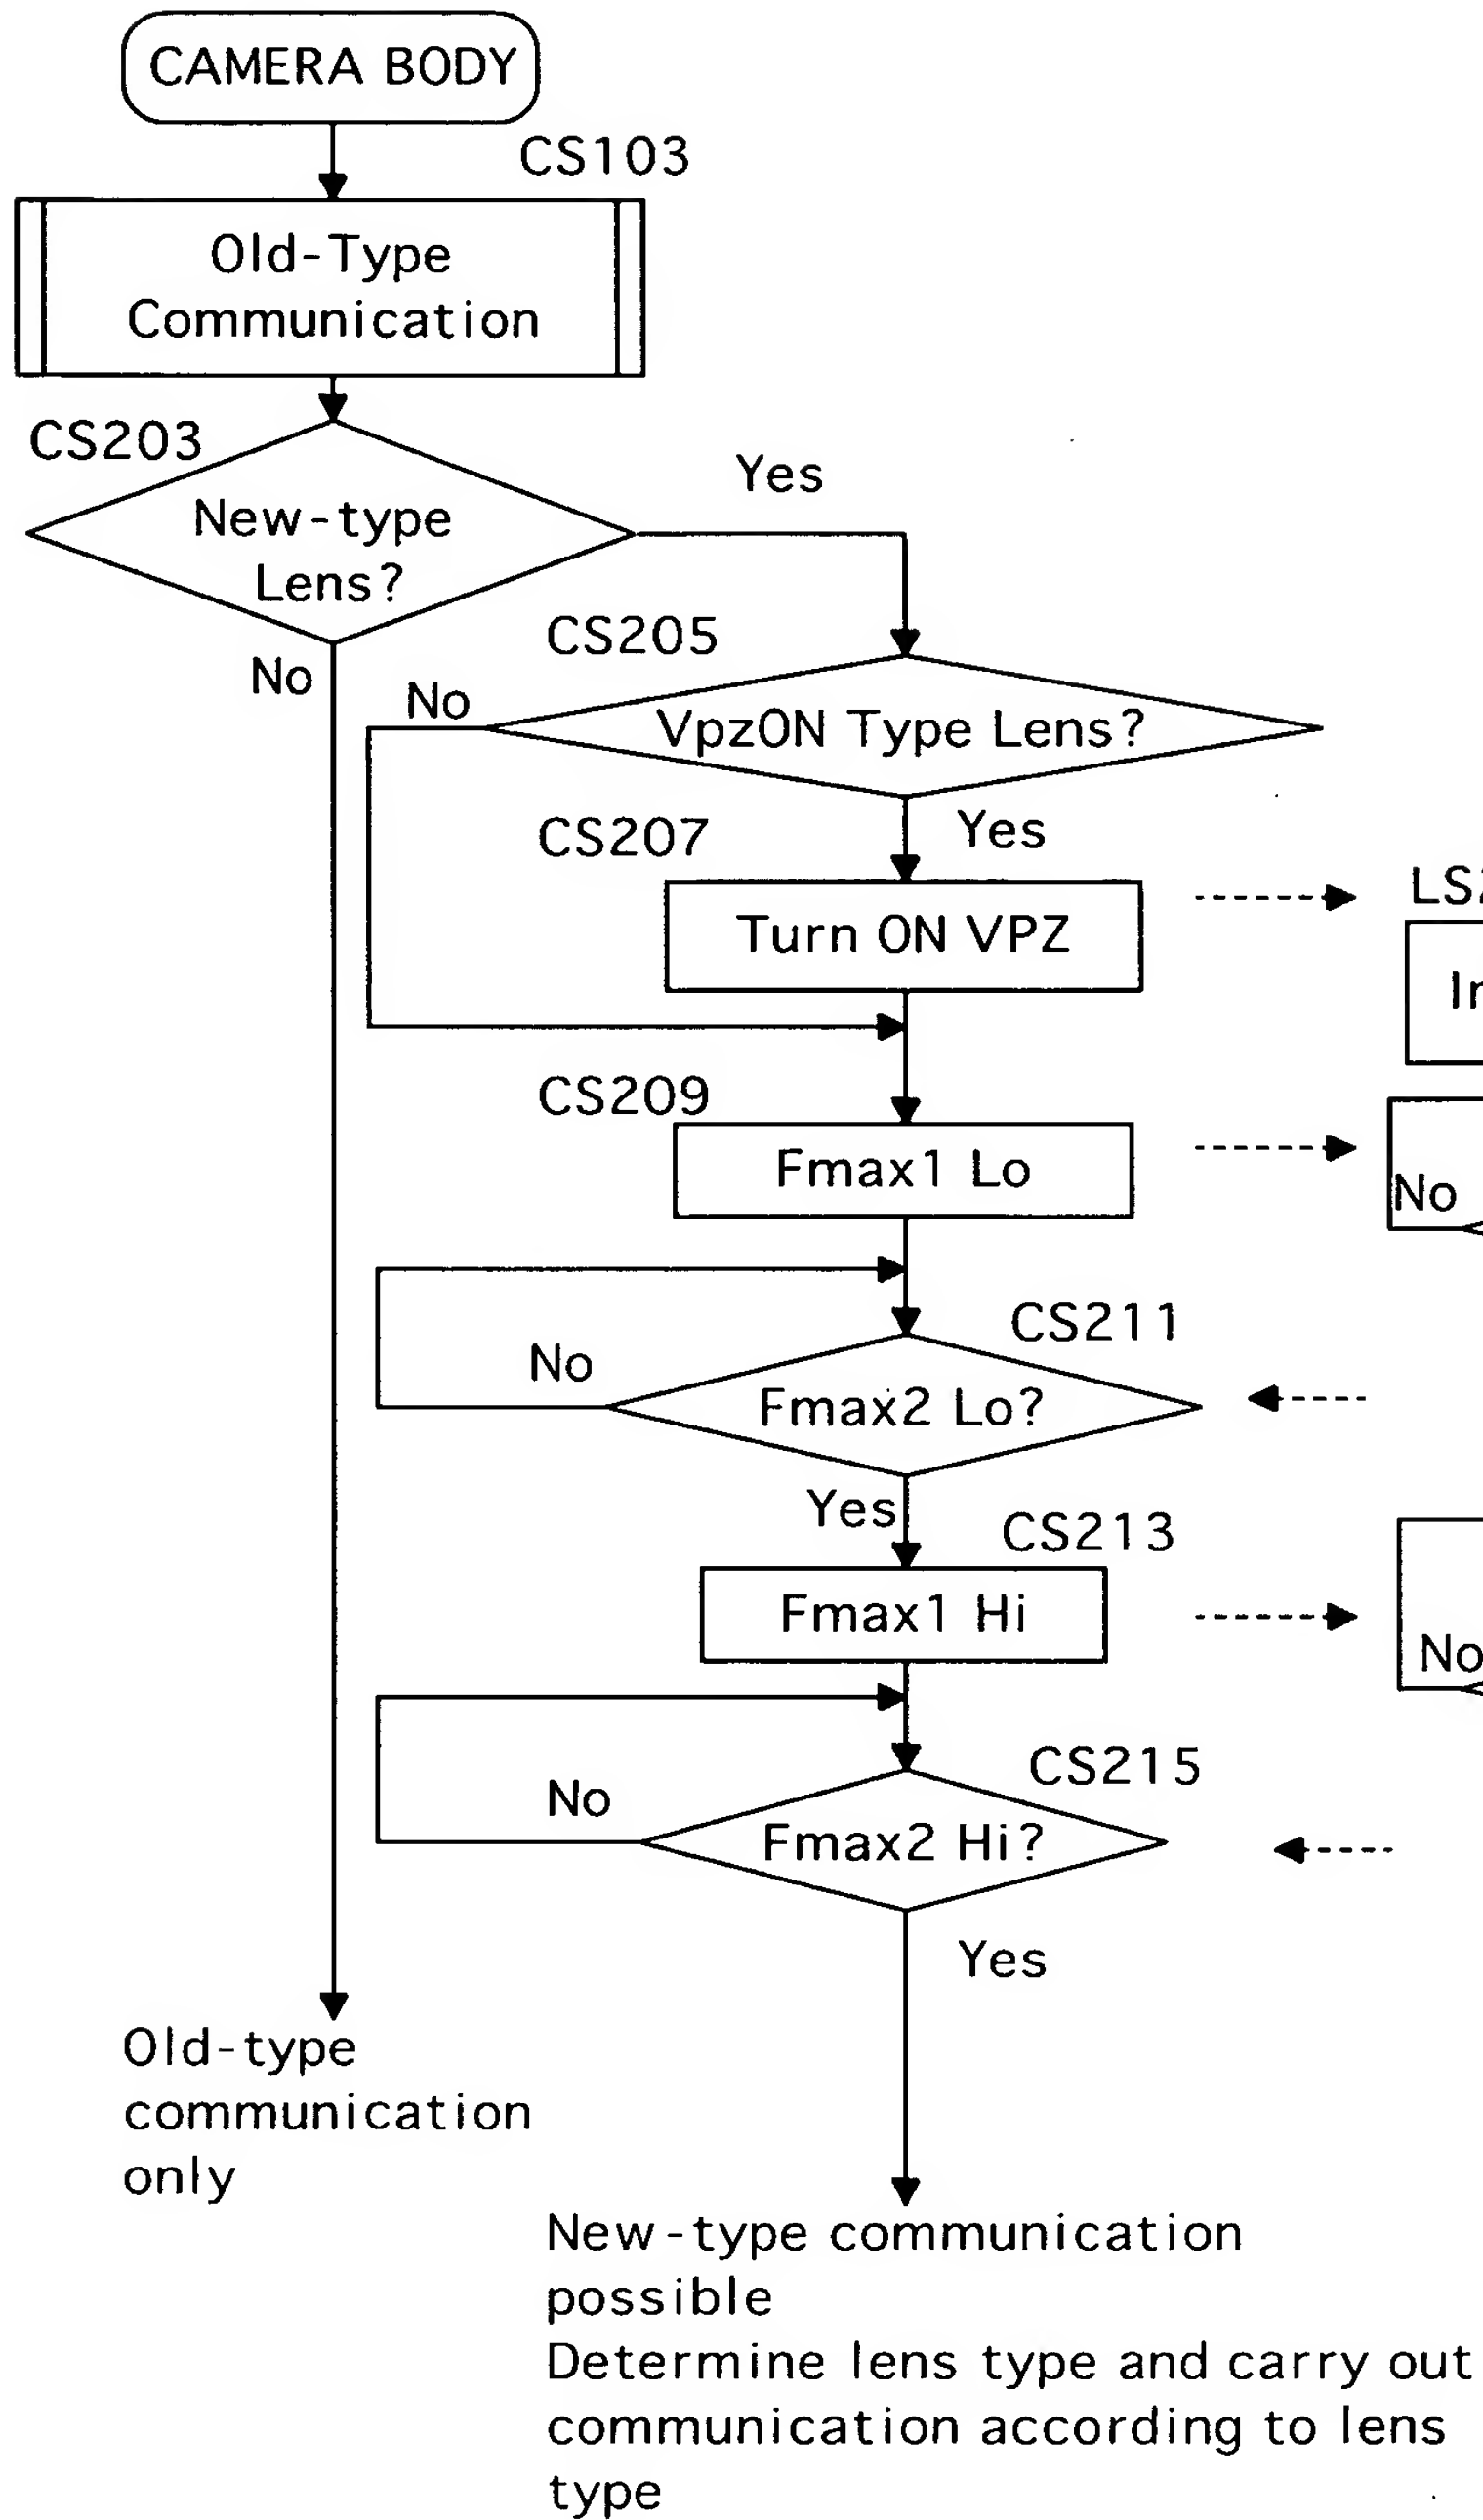 CAMERA BODY
CS103
Old-Type
Communication
CS203
New-type
Lens?
Yes
No
CS205
No
VpzON Type Lens?
CS207
Yes
Turn ON VPZ
CS209
Fmax1 Lo
No
CS211
No
Fmax2 Lo?
Yes
CS213
Fmax1 Hi
No
CS215
No
Fmax2 Hi?
Yes
Old-type
communication
only
New-type communication
possible
Determine lens type and carry out
communication according to lens
type